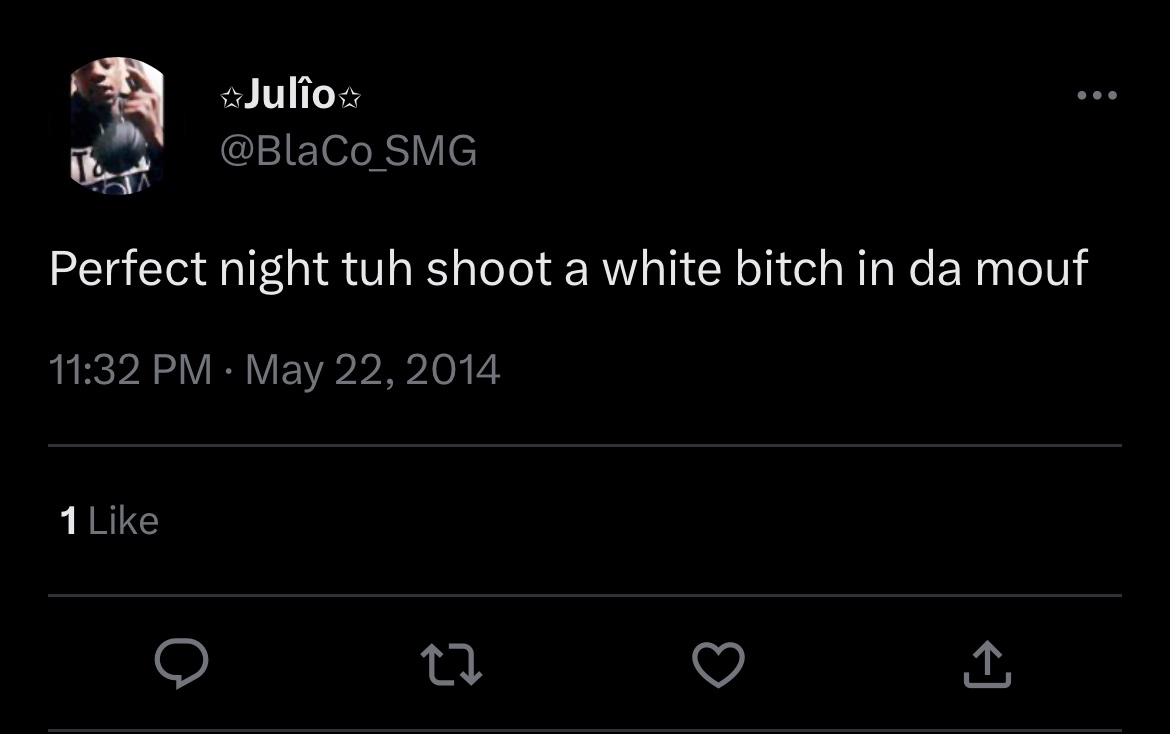 ☆Julîo☆
@BlaCo_SMG
Perfect night tuh shoot a white bitch in da mouf
11:32 PM · May 22, 2014
1 Like